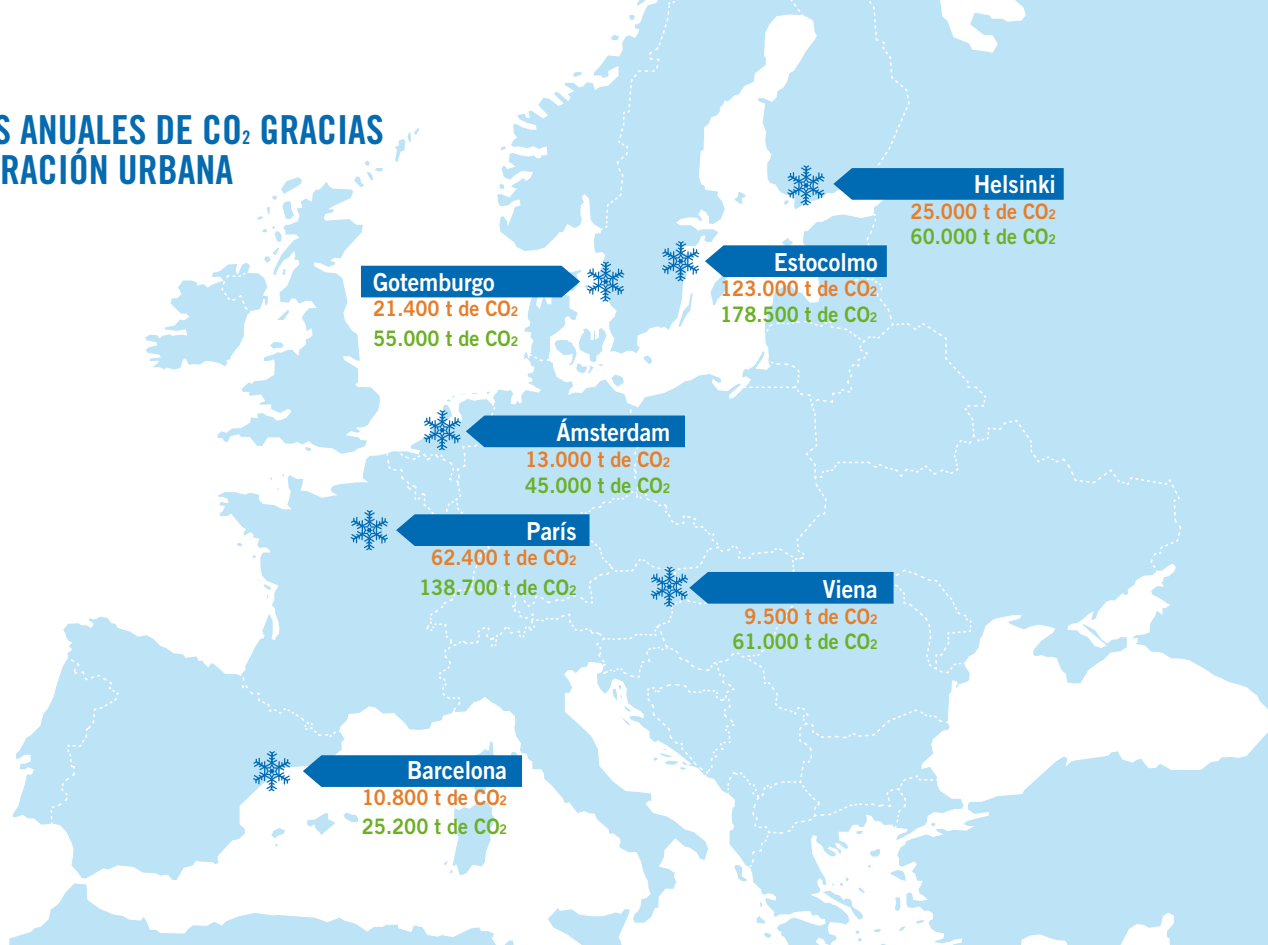 S ANUALES DE CO₂ GRACIAS
RACIÓN URBANA
Helsinki
25.000 t de CO₂
60.000 t de CO₂
Estocolmo
123.000 t de CO₂
178.500 t de CO₂
Gotemburgo
21.400 t de CO₂
55.000 t de CO₂
Ámsterdam
13.000 t de CO₂
45.000 t de CO₂
París
62.400 t de CO₂
138.700 t de CO₂
Viena
9.500 t de CO₂
61.000 t de CO₂
Barcelona
10.800 t de CO₂
25.200 t de CO₂